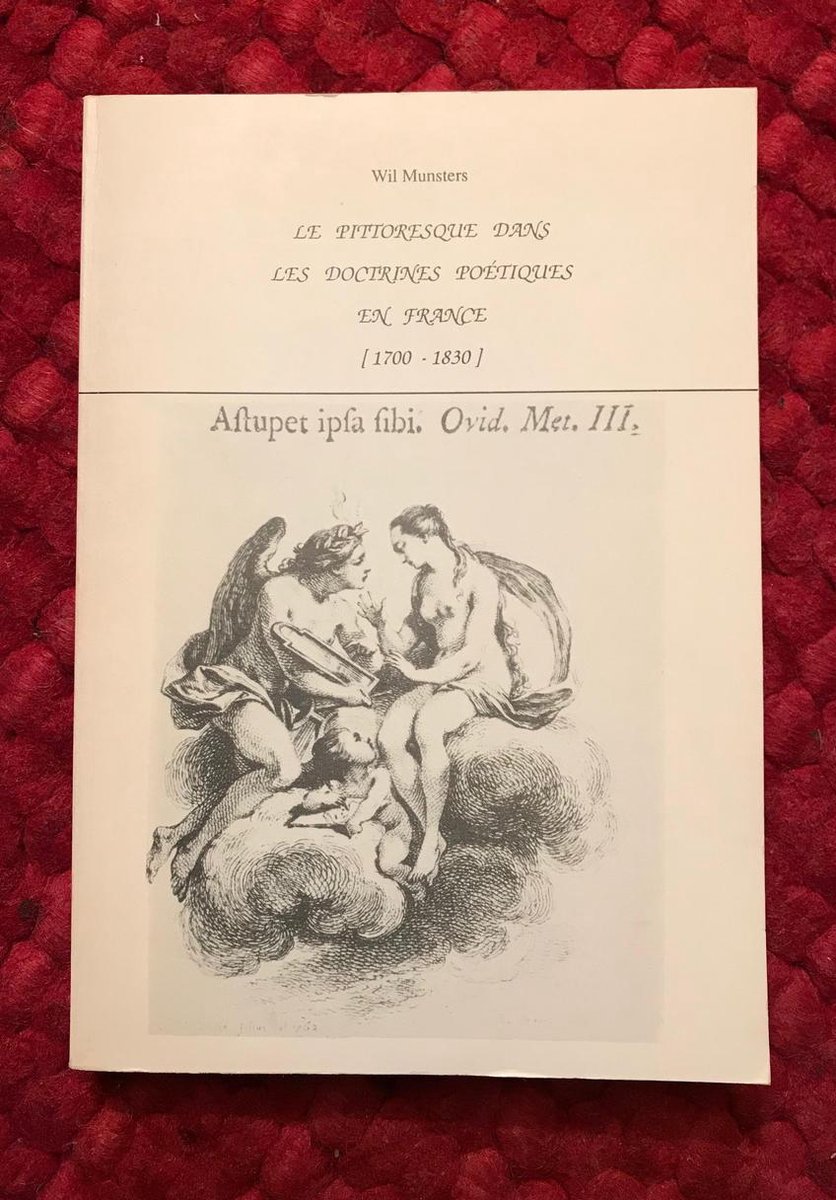 Wil Munsters
LE PITTORESQUE DANS
LES DOCTRINES POÉTIQUES
EN FRANCE
[ 1700 - 1830 ]
Aſtupet ipſa ſibi. Ovid. Met. III.